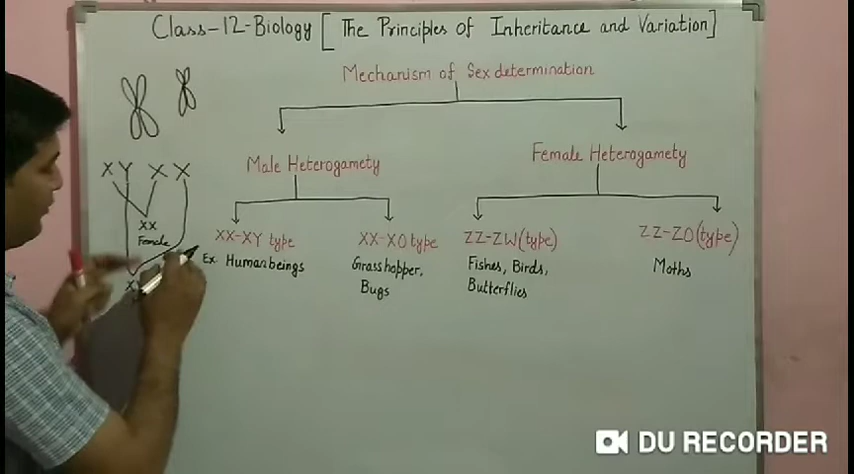 Class-12-Biology [The Principles of Inheritance and Variation]
Mechanism of Sex determination
Male Heterogamety
Female Heterogamety
XY XX
XX
Female
XX-XY type
Ex. Human beings
XX-XO type
Grasshopper,
Bugs
ZZ-ZW(type)
Fishes, Birds,
Butterflies
ZZ-ZO(type)
Moths
DU RECORDER